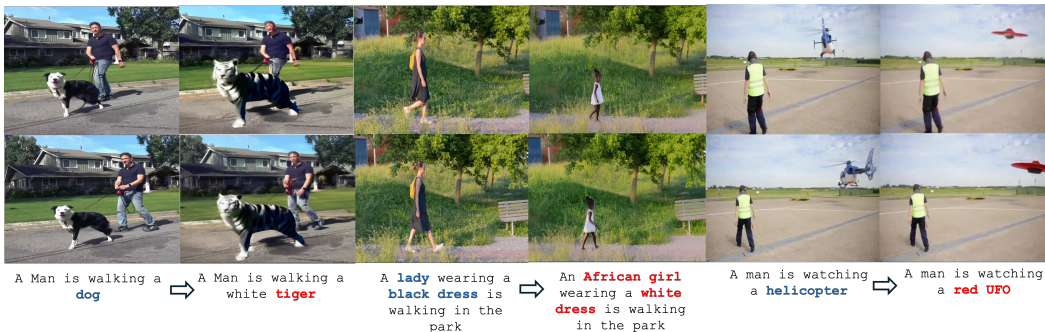 A Man is walking a
dog
A Man is walking a
white tiger
A lady wearing a
black dress is
walking in the
park
An African girl
wearing a white
dress is walking
in the park
A man is watching
a helicopter
A man is watching
a red UFO